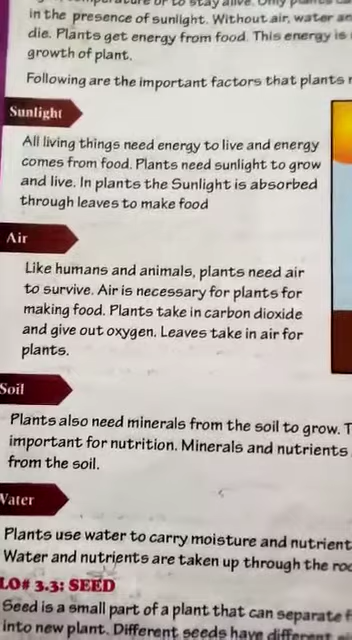 in the presence of sunlight. Without air, water an
die. Plants get energy from food. This energy is
growth of plant.
Following are the important factors that plants
Sunlight
All living things need energy to live and energy
comes from food. Plants need sunlight to grow
and live. In plants the Sunlight is absorbed
through leaves to make food
Air
Like humans and animals, plants need air
to survive. Air is necessary for plants for
making food. Plants take in carbon dioxide
and give out oxygen. Leaves take in air for
plants.
Soil
Plants also need minerals from the soil to grow. T
important for nutrition. Minerals and nutrients
from the soil.
Water
Plants use water to carry moisture and nutrient
Water and nutrients are taken up through the roo
LO# 3.3: SEED
Seed is a small part of a plant that can separate f
into new plant. Different seeds have different